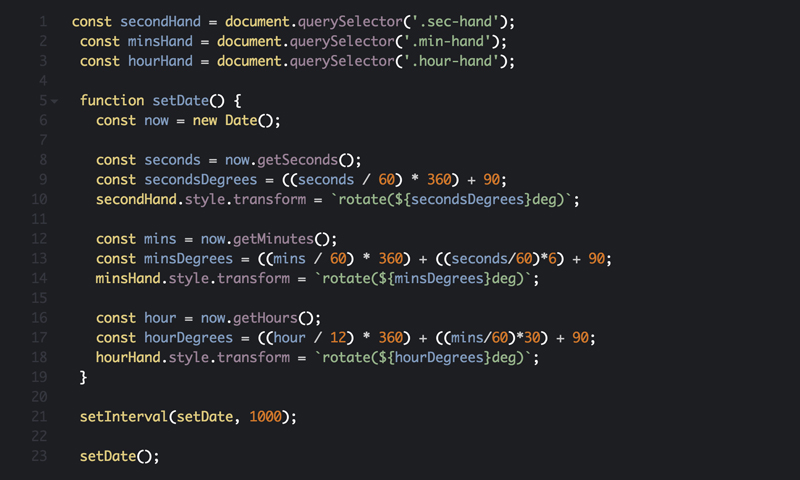 1 const secondHand = document.querySelector('.sec-hand');
2 const minsHand = document.querySelector('.min-hand');
3 const hourHand = document.querySelector('.hour-hand');
4
5 function setDate() {
6 const now = new Date();
7
8 const seconds = now.getSeconds();
9 const secondsDegrees = ((seconds / 60) * 360) + 90;
10 secondHand.style.transform = `rotate(${secondsDegrees}deg)`;
11
12 const mins = now.getMinutes();
13 const minsDegrees = ((mins / 60) * 360) + ((seconds/60)*6) + 90;
14 minsHand.style.transform = `rotate(${minsDegrees}deg)`;
15
16 const hour = now.getHours();
17 const hourDegrees = ((hour / 12) * 360) + ((mins/60)*30) + 90;
18 hourHand.style.transform = `rotate(${hourDegrees}deg)`;
19 }
20
21 setInterval(setDate, 1000);
22
23 setDate();